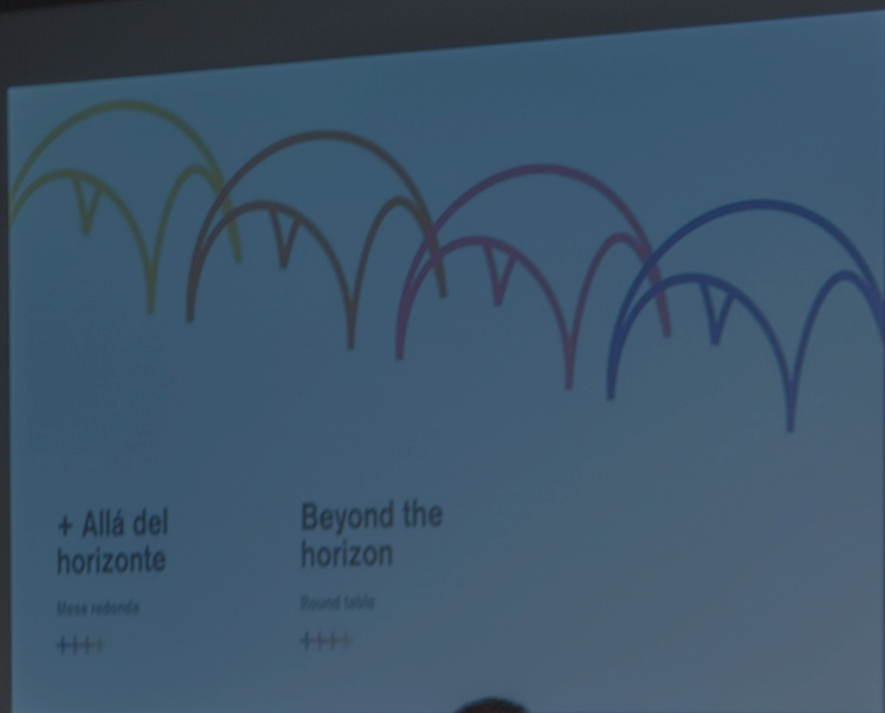 + Allá del
horizonte
Mesa redonda
++++
Beyond the
horizon
Round table
++++